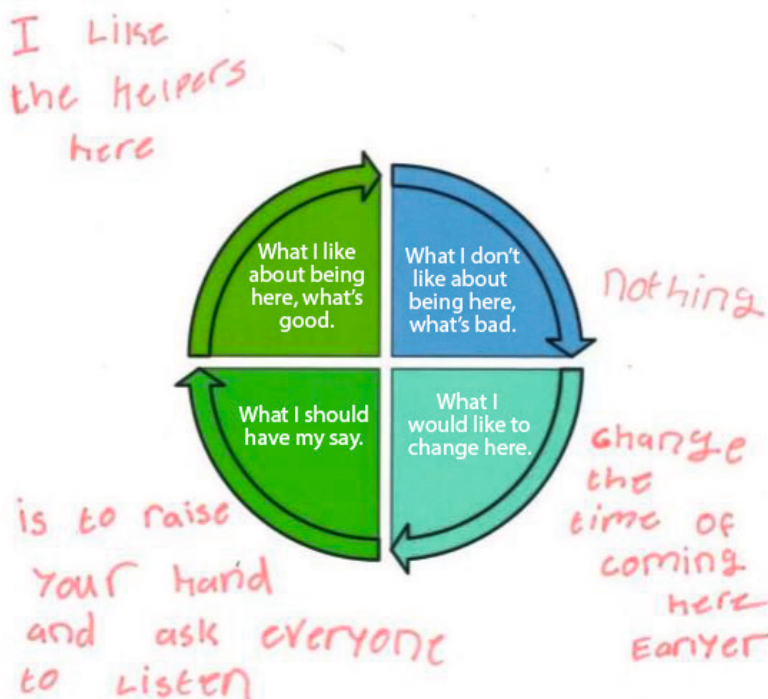 I Like
the helpers
here
What I like
about being
here, what's
good.
What I don't
like about
being here,
what's bad.
nothing
What I should
have my say.
What I
would like to
change here.
change
the
time of
coming
here
Earlyer
is to raise
your hand
and ask everyone
to Listen